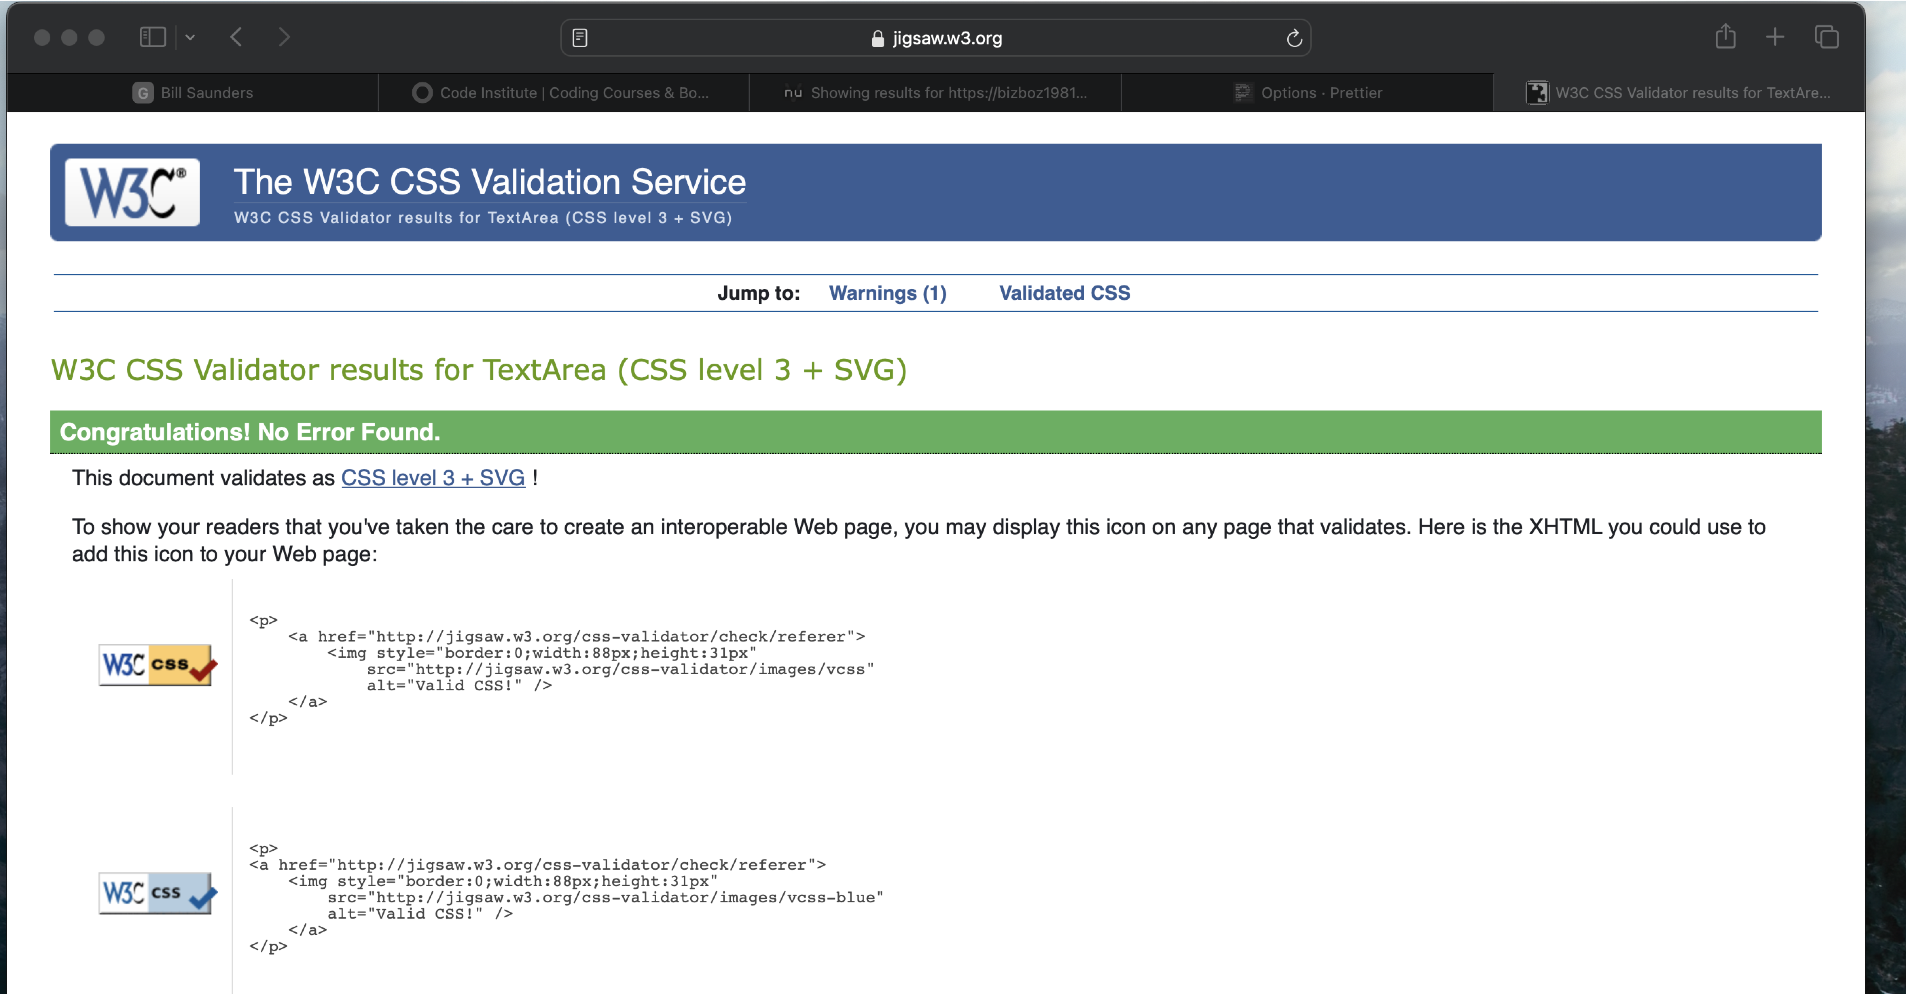 jigsaw.w3.org
G Bill Saunders
Code Institute | Coding Courses & Bo...
nu Showing results for https://bizboz1981...
Options · Prettier
W3C CSS Validator results for TextAre...
W3C®
The W3C CSS Validation Service
W3C CSS Validator results for TextArea (CSS level 3 + SVG)
Jump to: Warnings (1) Validated CSS
W3C CSS Validator results for TextArea (CSS level 3 + SVG)
Congratulations! No Error Found.
This document validates as CSS level 3 + SVG !
To show your readers that you've taken the care to create an interoperable Web page, you may display this icon on any page that validates. Here is the XHTML you could use to
add this icon to your Web page:
W3C css
<p>
<a href="http://jigsaw.w3.org/css-validator/check/referer">
<img style="border:0;width:88px;height:31px"
src="http://jigsaw.w3.org/css-validator/images/vcss"
alt="Valid CSS!" />
</a>
</p>
W3C css
<p>
<a href="http://jigsaw.w3.org/css-validator/check/referer">
<img style="border:0;width:88px;height:31px"
src="http://jigsaw.w3.org/css-validator/images/vcss-blue"
alt="Valid CSS!" />
</a>
</p>